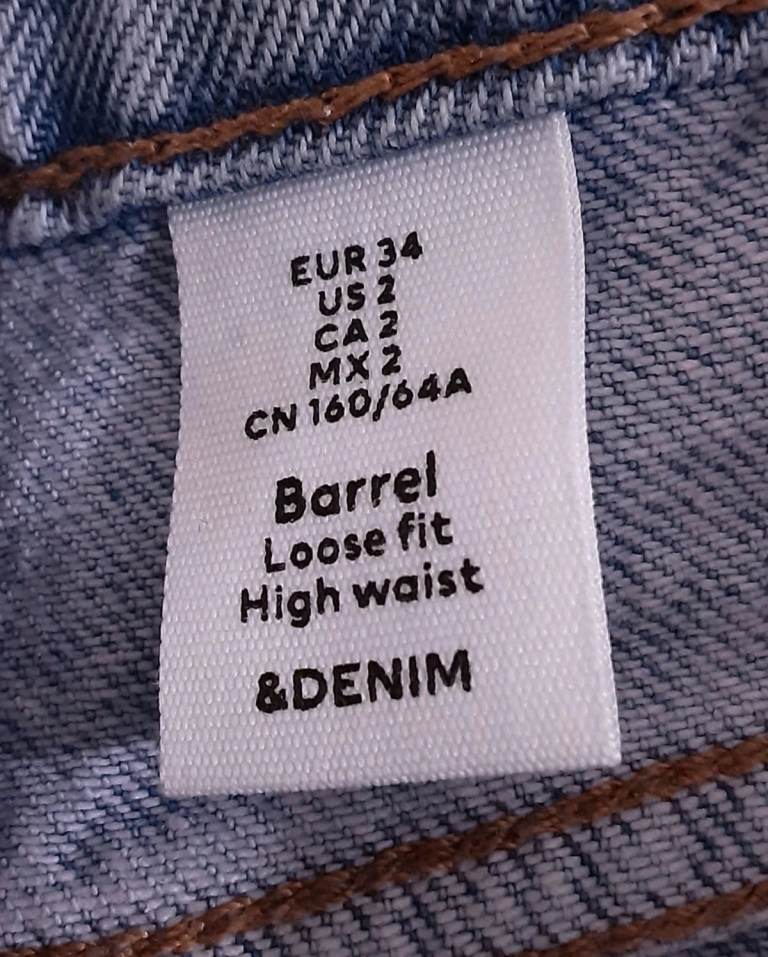 EUR 34
US 2
CA 2
MX 2
CN 160/64A
Barrel
Loose fit
High waist
&DENIM